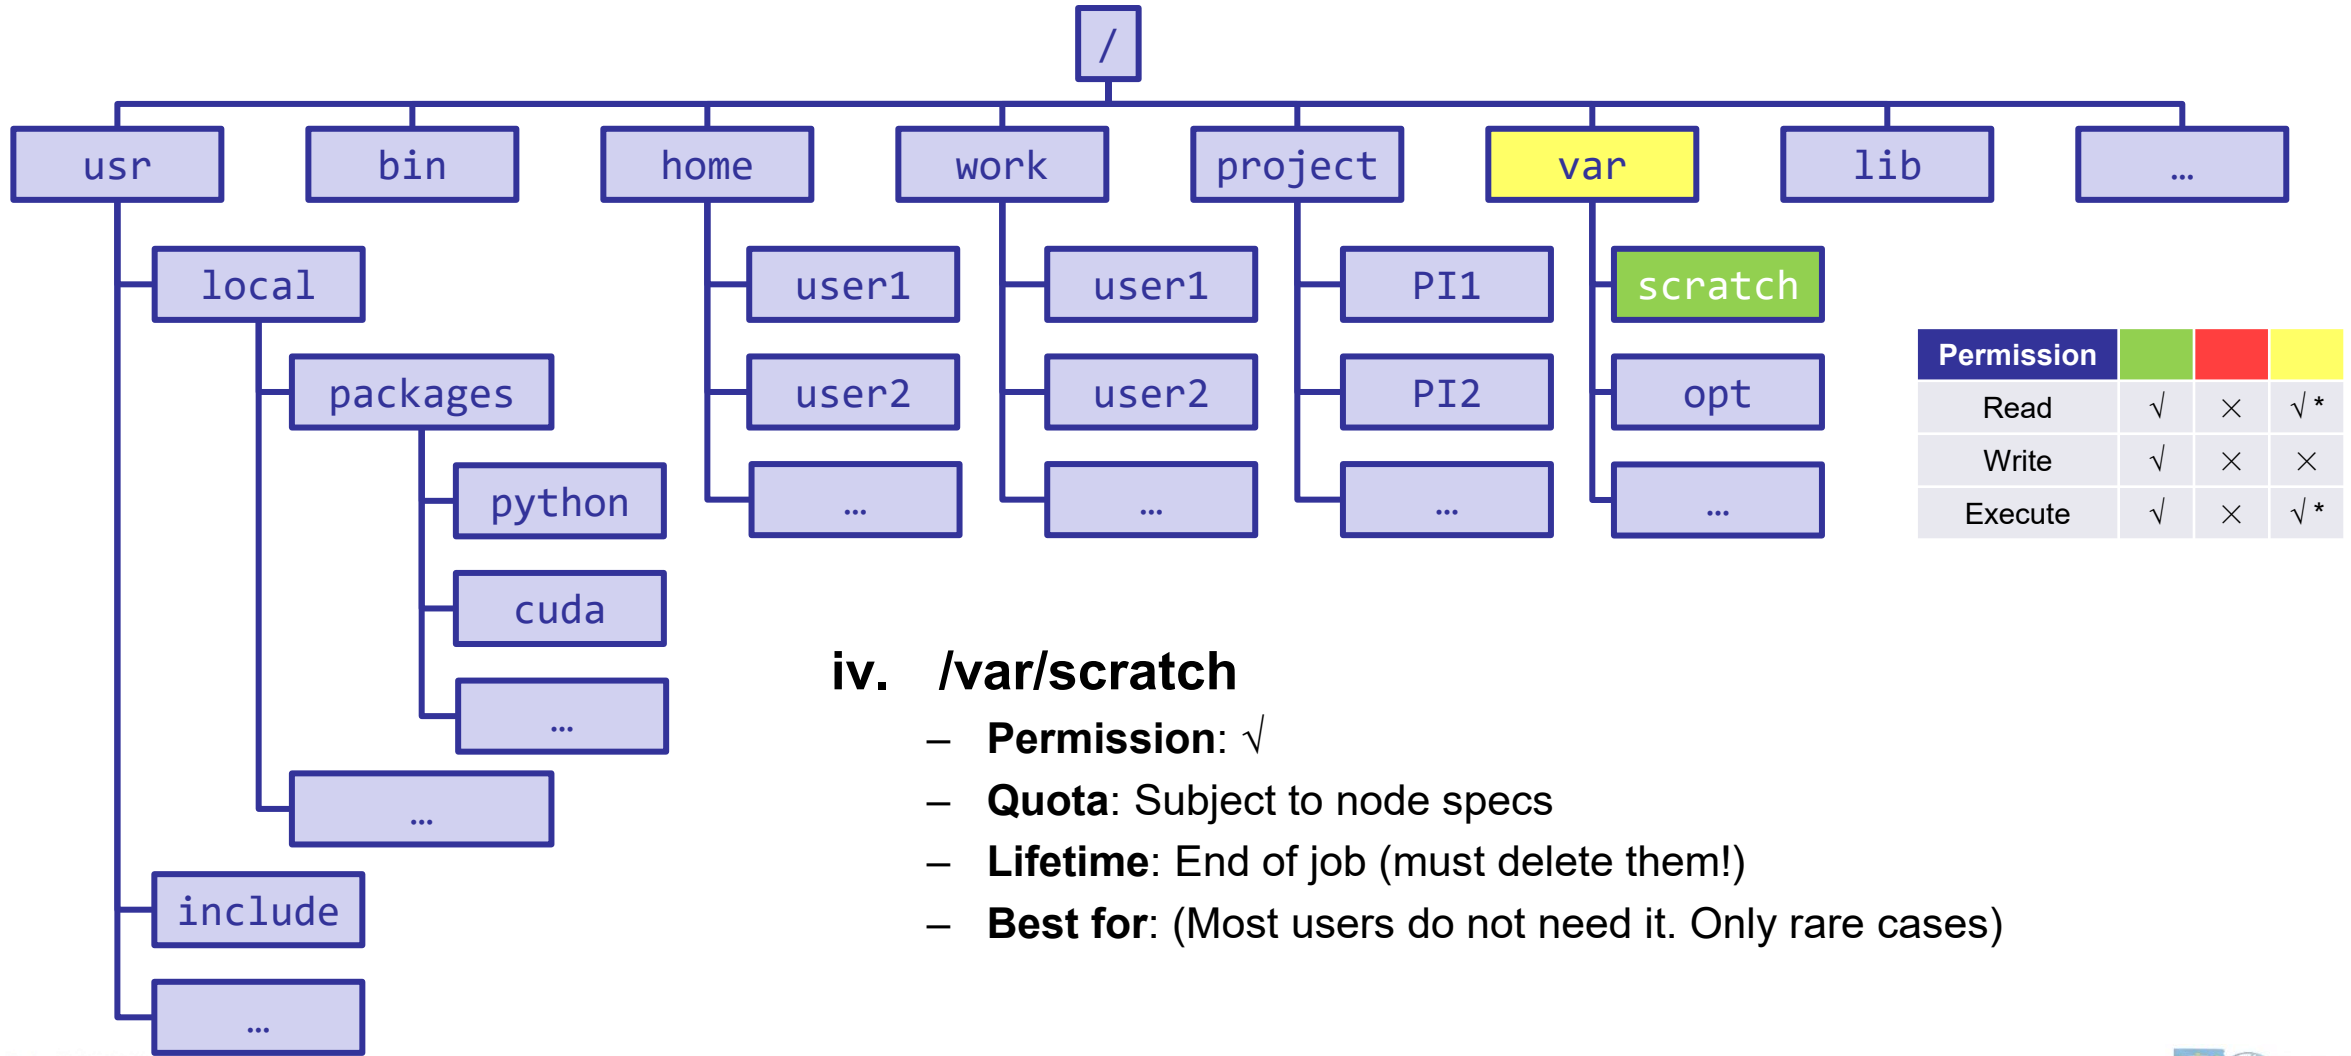 /
usr bin home work project var lib …
local user1 user1 PI1 scratch
packages user2 user2 PI2 opt
python … … … …
cuda
…
…
include
…
Permission
Read √ × √ *
Write √ × ×
Execute √ × √ *
iv. /var/scratch
– Permission: √
– Quota: Subject to node specs
– Lifetime: End of job (must delete them!)
– Best for: (Most users do not need it. Only rare cases)